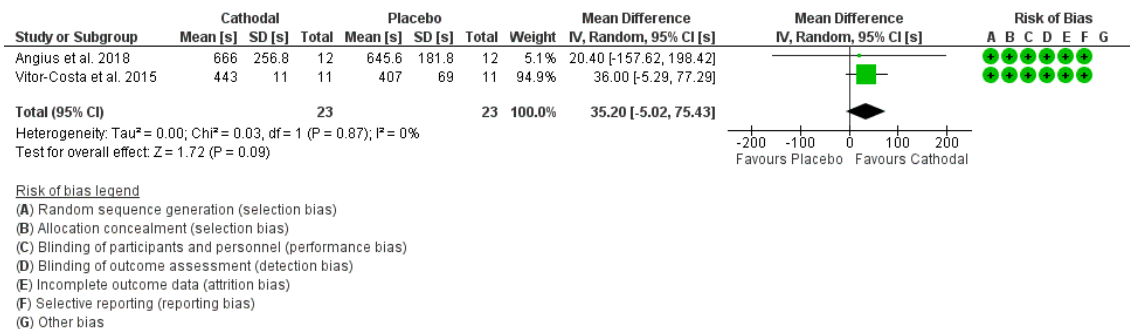 Cathodal Placebo Mean Difference Mean Difference Risk of Bias
Study or Subgroup Mean [s] SD [s] Total Mean [s] SD [s] Total Weight IV, Random, 95% CI [s] IV, Random, 95% CI [s] A B C D E F G
Angius et al. 2018 666 256.8 12 645.6 181.8 12 5.1% 20.40 [-157.62, 198.42] + + + + + +
Vitor-Costa et al. 2015 443 11 11 407 69 11 94.9% 36.00 [-5.29, 77.29] + + + + + +
Total (95% CI) 23 23 100.0% 35.20 [-5.02, 75.43]
Heterogeneity: Tau² = 0.00; Chi² = 0.03, df = 1 (P = 0.87); I² = 0%
Test for overall effect: Z = 1.72 (P = 0.09)
-200 -100 0 100 200
Favours Placebo Favours Cathodal
Risk of bias legend
(A) Random sequence generation (selection bias)
(B) Allocation concealment (selection bias)
(C) Blinding of participants and personnel (performance bias)
(D) Blinding of outcome assessment (detection bias)
(E) Incomplete outcome data (attrition bias)
(F) Selective reporting (reporting bias)
(G) Other bias